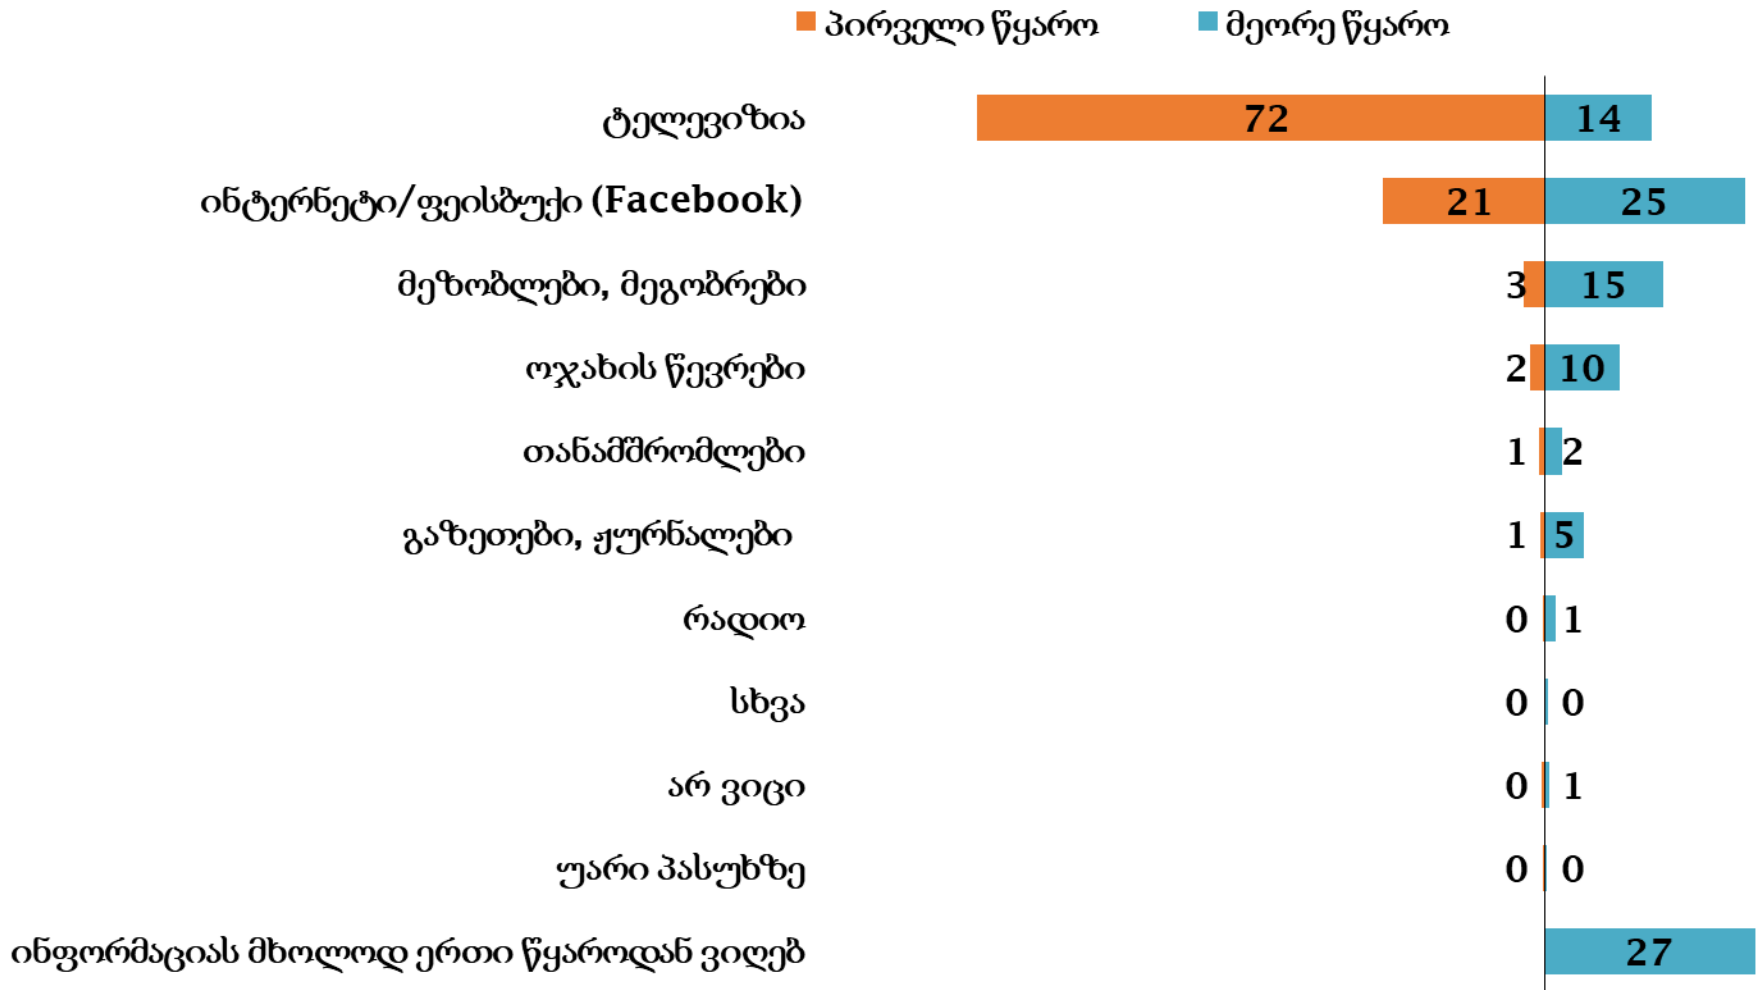 პირველი წყარო მეორე წყარო
ტელევიზია 72 14
ინტერნეტი/ფეისბუქი (Facebook) 21 25
მეზობლები, მეგობრები 3 15
ოჯახის წევრები 2 10
თანამშრომლები 1 2
გაზეთები, ჟურნალები 1 5
რადიო 0 1
სხვა 0 0
არ ვიცი 0 1
უარი პასუხზე 0 0
ინფორმაციას მხოლოდ ერთი წყაროდან ვიღებ 27